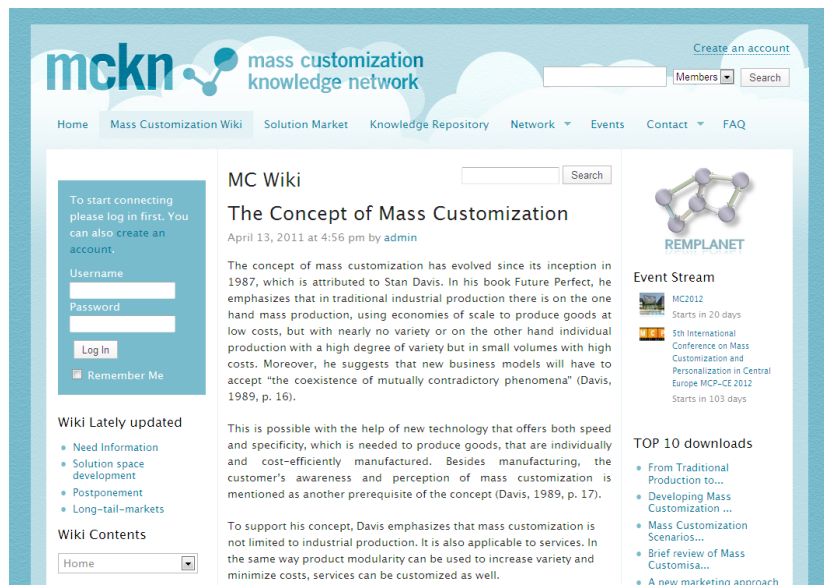 Create an account
mckn mass customization
knowledge network
Members Search
Home Mass Customization Wiki Solution Market Knowledge Repository Network Events Contact FAQ
To start connecting
please log in first. You
can also create an
account.
Username
Password
Log In
Remember Me
Wiki Lately updated
Need Information
Solution space
development
Postponement
Long-tail-markets
Wiki Contents
Home
MC Wiki Search
The Concept of Mass Customization
April 13, 2011 at 4:56 pm by admin
The concept of mass customization has evolved since its inception in
1987, which is attributed to Stan Davis. In his book Future Perfect, he
emphasizes that in traditional industrial production there is on the one
hand mass production, using economies of scale to produce goods at
low costs, but with nearly no variety or on the other hand individual
production with a high degree of variety but in small volumes with high
costs. Moreover, he suggests that new business models will have to
accept “the coexistence of mutually contradictory phenomena” (Davis,
1989, p. 16).
This is possible with the help of new technology that offers both speed
and specificity, which is needed to produce goods, that are individually
and cost-efficiently manufactured. Besides manufacturing, the
customer's awareness and perception of mass customization is
mentioned as another prerequisite of the concept (Davis, 1989, p. 17).
To support his concept, Davis emphasizes that mass customization is
not limited to industrial production. It is also applicable to services. In
the same way product modularity can be used to increase variety and
minimize costs, services can be customized as well.
REMPLANET
Event Stream
MC2012
Starts in 20 days
MCP
5th International
Conference on Mass
Customization and
Personalization in Central
Europe MCP-CE 2012
Starts in 103 days
TOP 10 downloads
From Traditional
Production to...
Developing Mass
Customization ...
Mass Customization
Scenarios...
Brief review of Mass
Customisa...
A new marketing approach